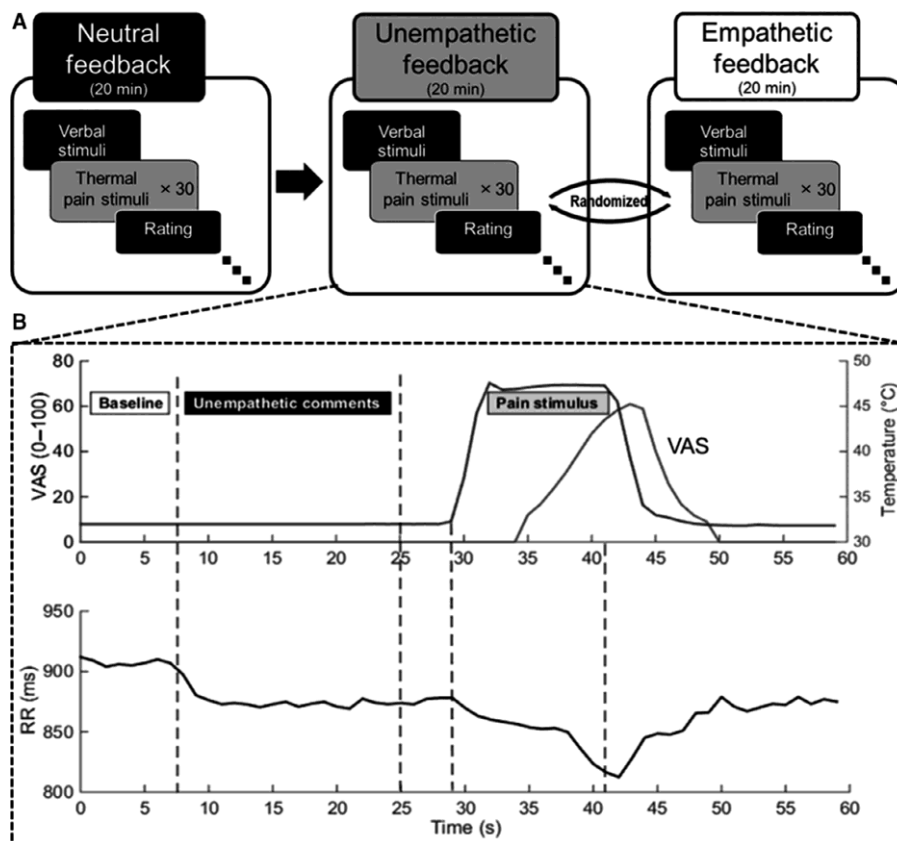 A
Neutral
feedback
(20 min)
Verbal
stimuli
Thermal
pain stimuli × 30
Rating
Unempathetic
feedback
(20 min)
Verbal
stimuli
Thermal
pain stimuli × 30
Rating
Randomized
Empathetic
feedback
(20 min)
Verbal
stimuli
Thermal
pain stimuli × 30
Rating
B
VAS (0–100)
80
60
40
20
0
Baseline
Unempathetic comments
Pain stimulus
VAS
50
45
40
35
30
Temperature (°C)
0 5 10 15 20 25 30 35 40 45 50 55 60
RR (ms)
950
900
850
800
0 5 10 15 20 25 29 35 41 45 50 55 60
Time (s)